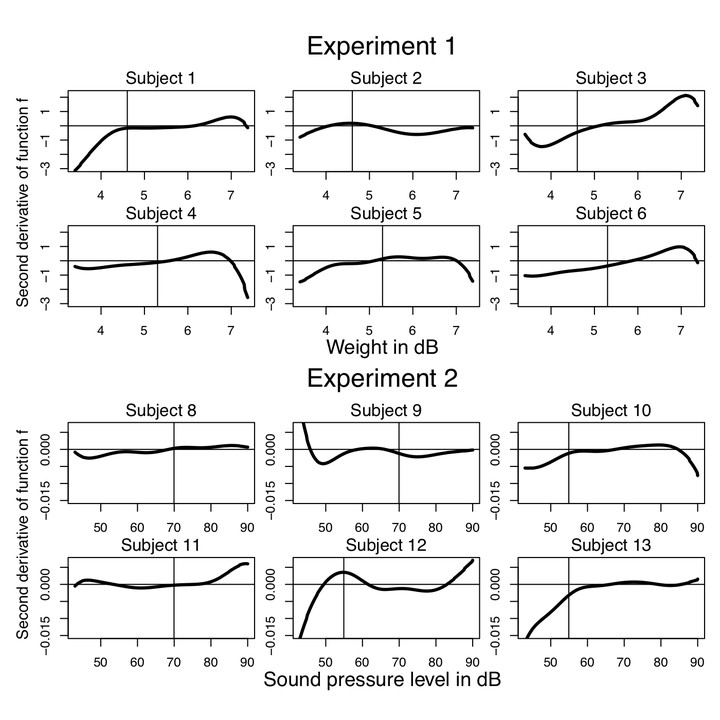 Experiment 1
Second derivative of function f
Subject 1
1
-1
-3
4 5 6 7
Subject 2
1
-1
-3
4 5 6 7
Subject 3
1
-1
-3
4 5 6 7
Subject 4
1
-1
-3
4 5 6 7
Subject 5
1
-1
-3
4 5 6 7
Subject 6
1
-1
-3
4 5 6 7
Weight in dB
Experiment 2
Second derivative of function f
Subject 8
0.000
-0.015
50 60 70 80 90
Subject 9
0.000
-0.015
50 60 70 80 90
Subject 10
0.000
-0.015
50 60 70 80 90
Subject 11
0.000
-0.015
50 60 70 80 90
Subject 12
0.000
-0.015
50 60 70 80 90
Subject 13
0.000
-0.015
50 60 70 80 90
Sound pressure level in dB